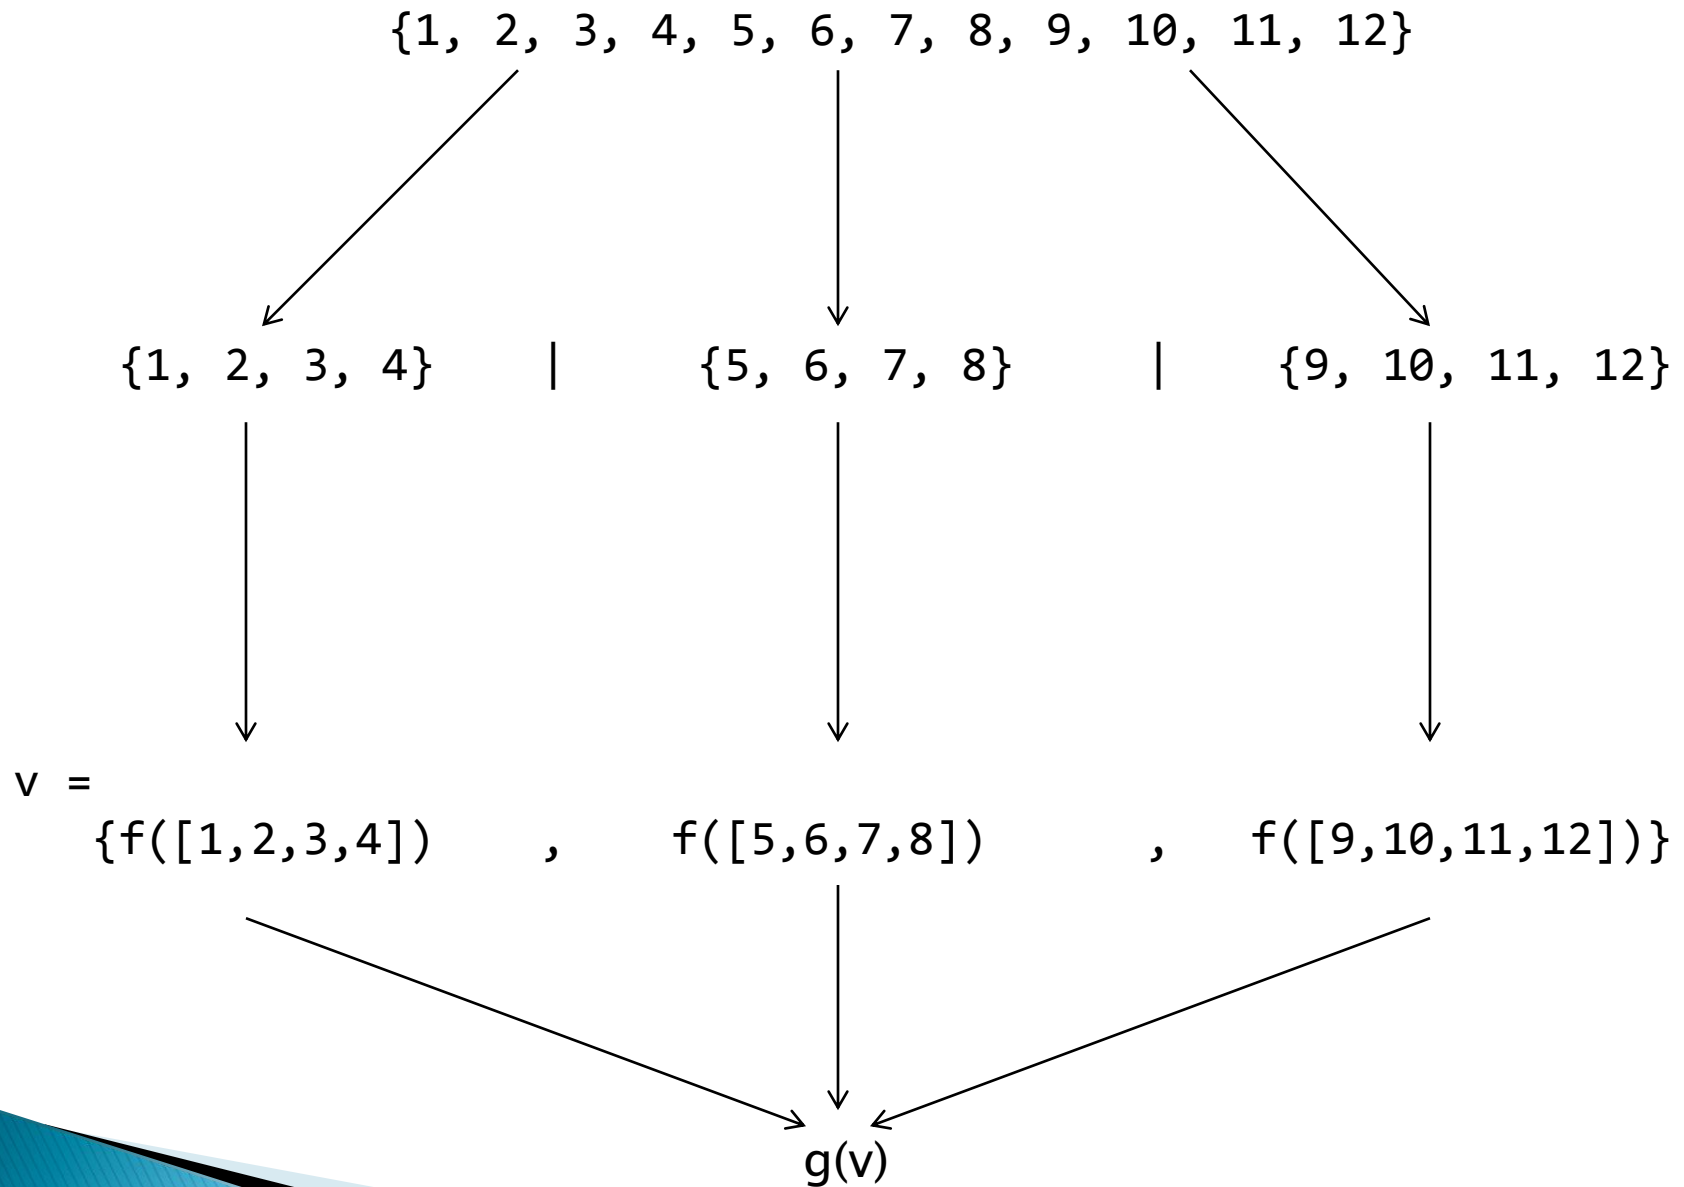 {1, 2, 3, 4, 5, 6, 7, 8, 9, 10, 11, 12}
{1, 2, 3, 4} | {5, 6, 7, 8} | {9, 10, 11, 12}
v =
{f([1,2,3,4]) , f([5,6,7,8]) , f([9,10,11,12])}
g(v)